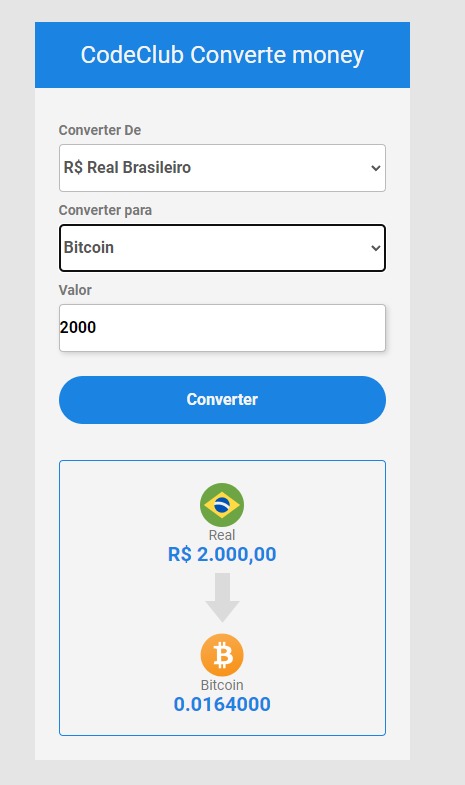 CodeClub Converte money
Converter De
R$ Real Brasileiro
Converter para
Bitcoin
Valor
2000
Converter
Real
R$ 2.000,00
Bitcoin
0.0164000